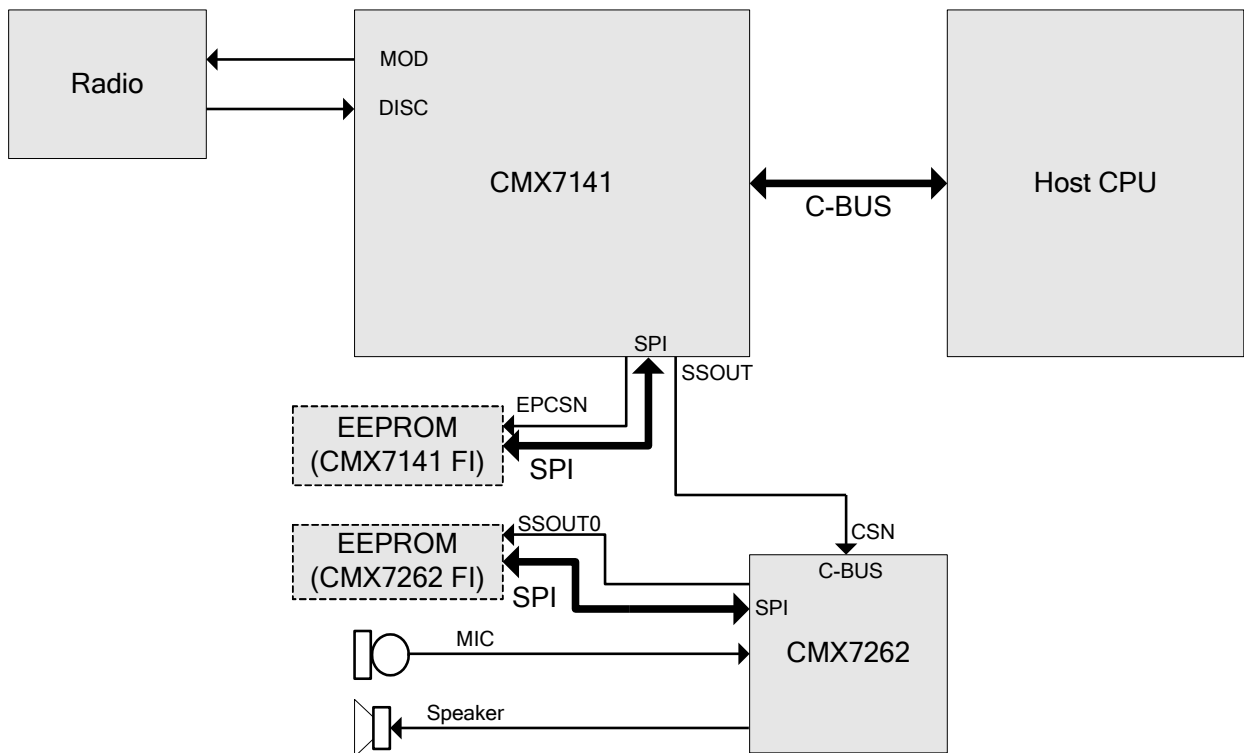 Radio
MOD
DISC
CMX7141
C-BUS
Host CPU
SPI
SSOUT
EPCSN
EEPROM
(CMX7141 FI)
SPI
SSOUT0
EEPROM
(CMX7262 FI)
SPI
CSN
C-BUS
SPI
CMX7262
MIC
Speaker